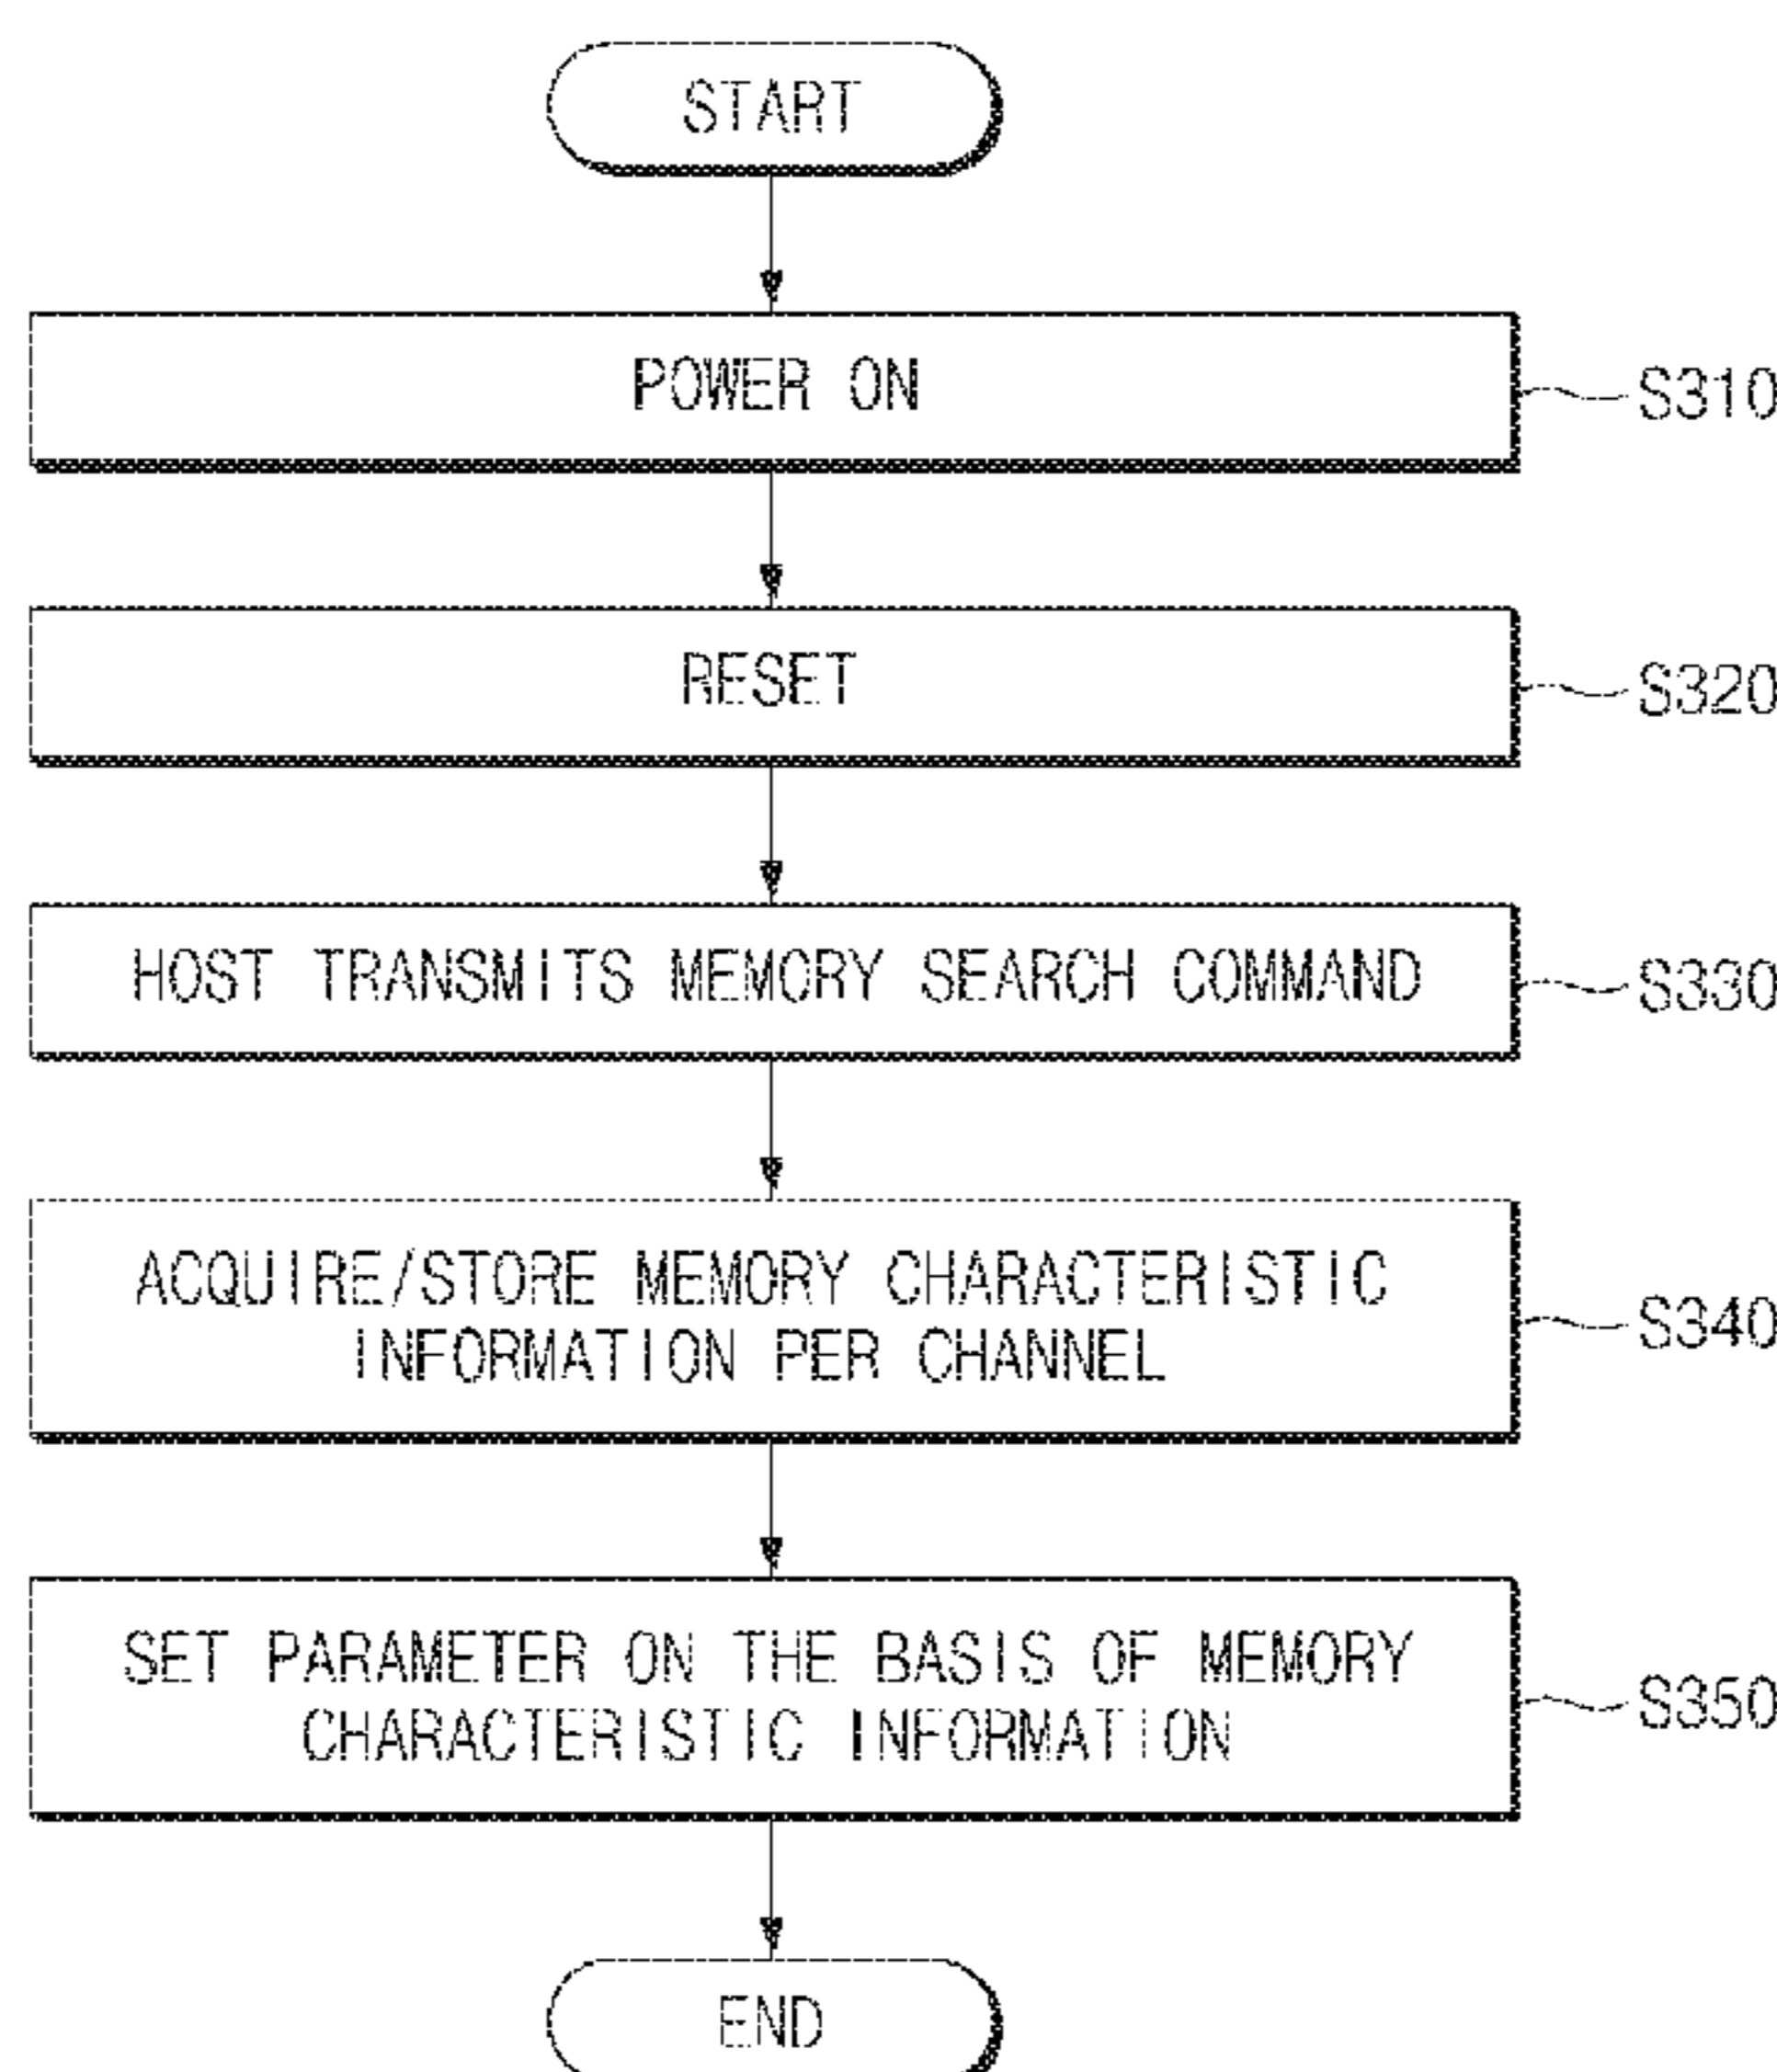 START
POWER ON
S310
RESET
S320
HOST TRANSMITS MEMORY SEARCH COMMAND
S330
ACQUIRE/STORE MEMORY CHARACTERISTIC
INFORMATION PER CHANNEL
S340
SET PARAMETER ON THE BASIS OF MEMORY
CHARACTERISTIC INFORMATION
S350
END